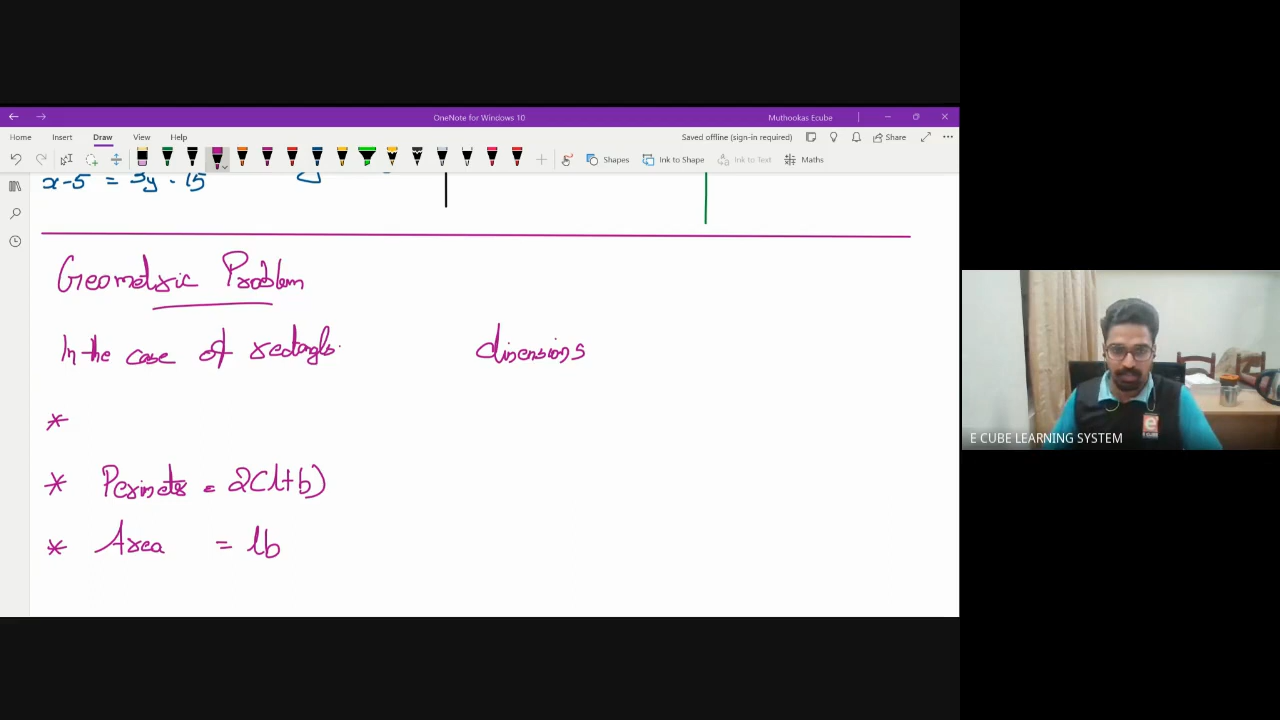 OneNote for Windows 10
Muthookas Ecube
Home Insert Draw View Help
Saved offline (sign-in required)
Share
Shapes
Ink to Shape
Ink to Text
Maths
x-5 = 3y-15
Geometric Problem
In the case of rectangle. dimensions
*
* Perimeter = 2(l+b)
* Area = lb
e
E CUBE
E CUBE LEARNING SYSTEM